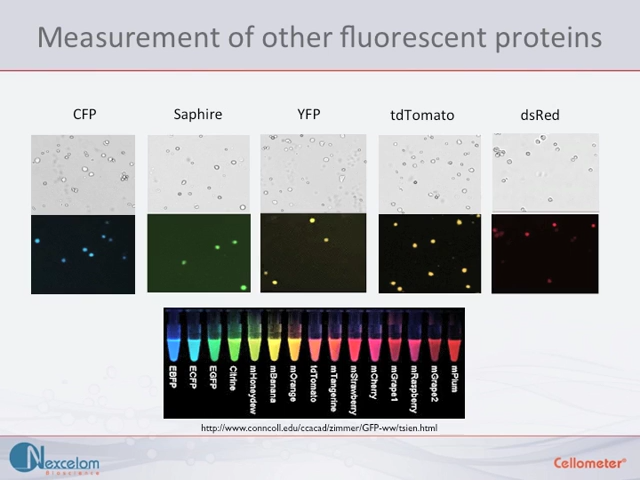 Measurement of other fluorescent proteins
CFP
Saphire
YFP
tdTomato
dsRed
EBFP
ECFP
EGFP
Citrine
mHoneydew
mBanana
mOrange
tdTomato
mTangerine
mStrawberry
mCherry
mGrape1
mRaspberry
mGrape2
mPlum
http://www.conncoll.edu/ccacad/zimmer/GFP-ww/tsien.html
Nexcelom
Bioscience
Cellometer®